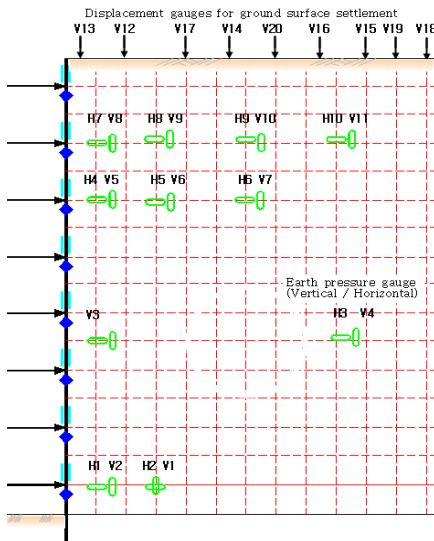 Displacement gauges for ground surface settlement
V13 V12 V17 V14 V20 V16 V15 V19 V18
H7 V8 H8 V9 H9 V10 H10 V11
H4 V5 H5 V6 H6 V7
Earth pressure gauge
(Vertical / Horizontal)
V3 H3 V4
H1 V2 H2 V1